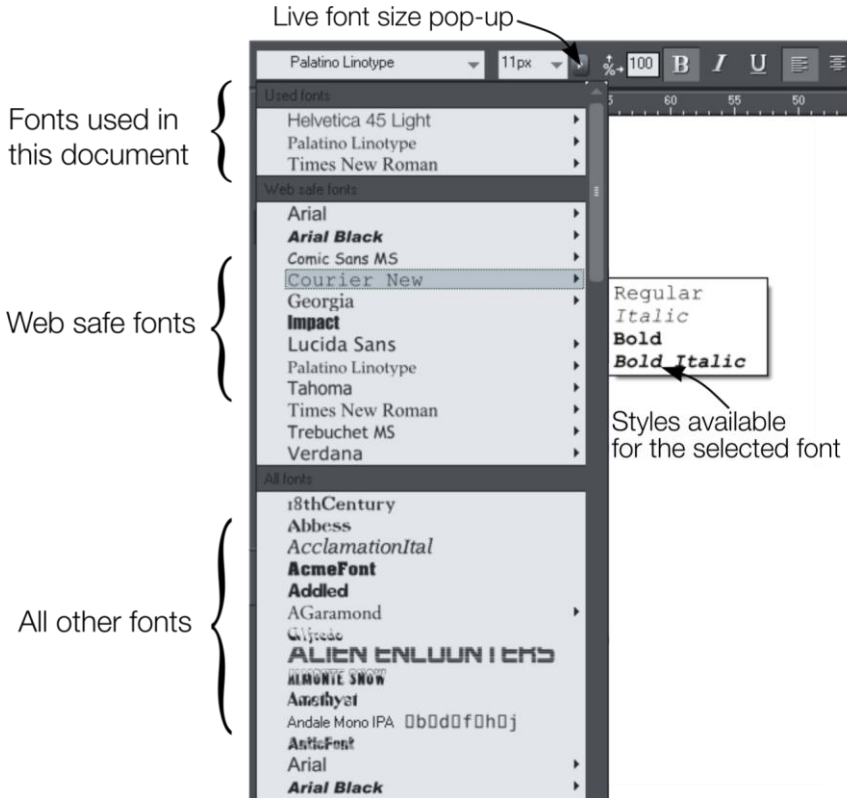 Live font size pop-up
Palatino Linotype 11px 100 B I U
Used fonts
60 55 50
Fonts used in
this document
Helvetica 45 Light
Palatino Linotype
Times New Roman
Web safe fonts
Web safe fonts
Arial
Arial Black
Comic Sans MS
Courier New
Georgia
Impact
Lucida Sans
Palatino Linotype
Tahoma
Times New Roman
Trebuchet MS
Verdana
Regular
Italic
Bold
Bold Italic
Styles available
for the selected font
All fonts
All other fonts
18thCentury
Abbess
AcclamationItal
AcmeFont
Addled
AGaramond
Alfredo
ALIEN ENCOUNTERS
ALMONTE SNOW
Amethyst
Andale Mono IPA □b□d□f□h□j
AnticFont
Arial
Arial Black